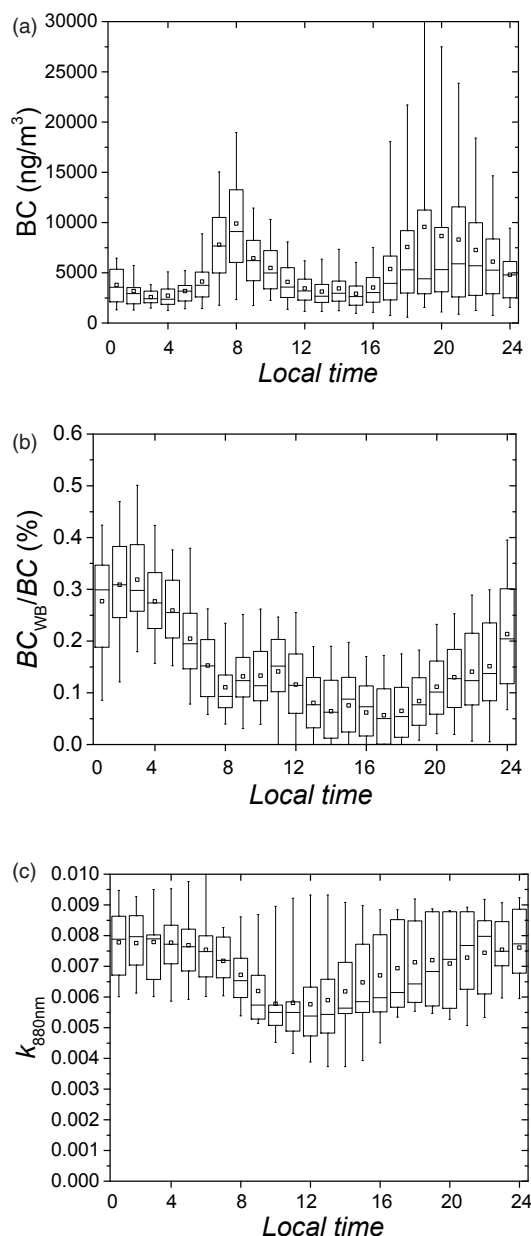 (a)
30000
25000
20000
15000
10000
5000
0
BC (ng/m³)
0 4 8 12 16 20 24
Local time
(b)
0.6
0.5
0.4
0.3
0.2
0.1
0.0
BC_WB/BC (%)
0 4 8 12 16 20 24
Local time
(c)
0.010
0.009
0.008
0.007
0.006
0.005
0.004
0.003
0.002
0.001
0.000
k_880nm
0 4 8 12 16 20 24
Local time